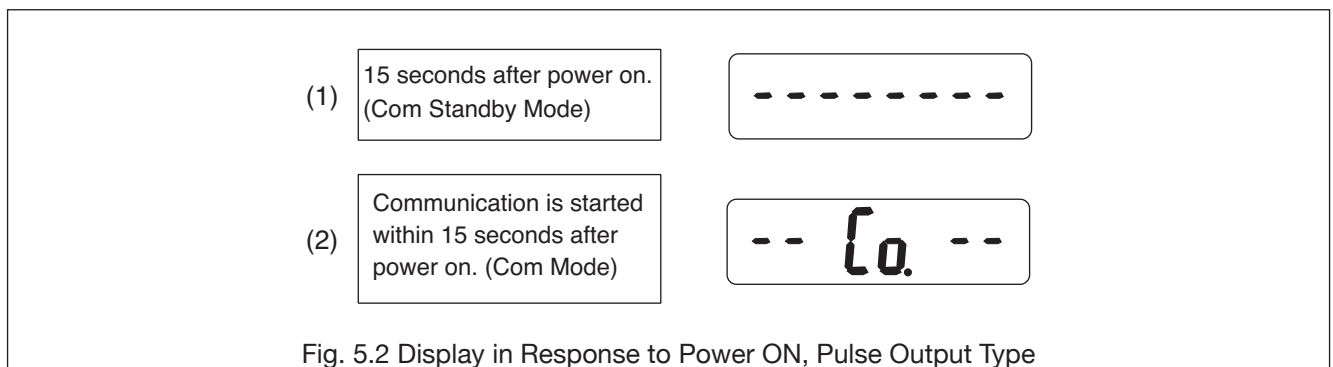 (1)
15 seconds after power on.
(Com Standby Mode)
- - - - - - - -
(2)
Communication is started
within 15 seconds after
power on. (Com Mode)
- - Co. - -
Fig. 5.2 Display in Response to Power ON, Pulse Output Type